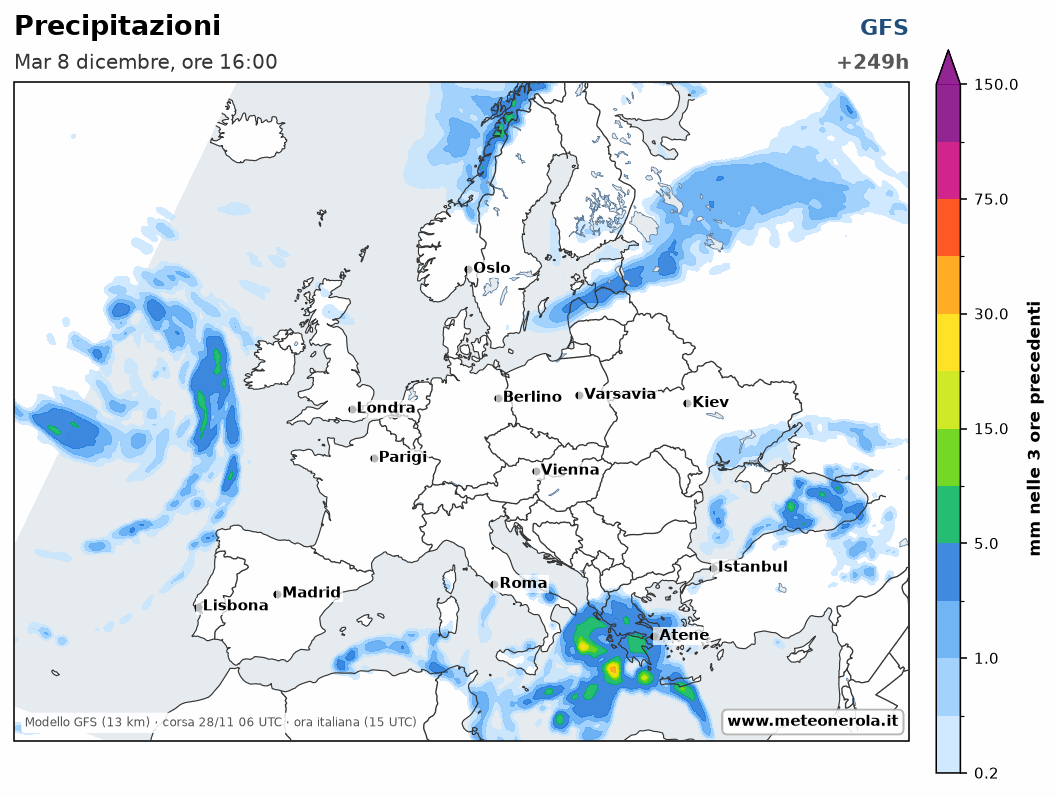 Precipitazioni
GFS
Mar 8 dicembre, ore 16:00
+249h
150.0
75.0
30.0
15.0
5.0
1.0
0.2
mm nelle 3 ore precedenti
Oslo
Londra
Berlino
Varsavia
Kiev
Parigi
Vienna
Istanbul
Roma
Madrid
Lisbona
Atene
Modello GFS (13 km) · corsa 28/11 06 UTC · ora italiana (15 UTC)
www.meteonerola.it